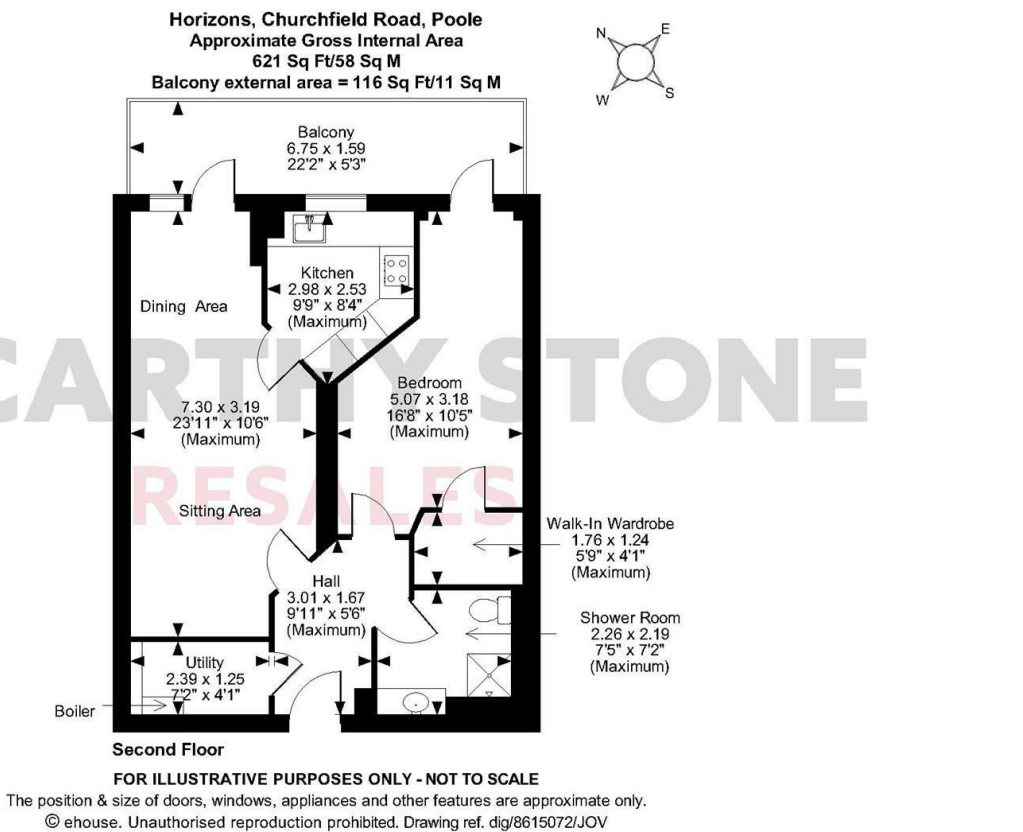 Horizons, Churchfield Road, Poole
Approximate Gross Internal Area
621 Sq Ft/58 Sq M
Balcony external area = 116 Sq Ft/11 Sq M
N
E
W
S
Balcony
6.75 x 1.59
22'2" x 5'3"
Kitchen
2.98 x 2.53
9'9" x 8'4"
(Maximum)
Dining Area
CARTHY STONE
RESALES
7.30 x 3.19
23'11" x 10'6"
(Maximum)
Bedroom
5.07 x 3.18
16'8" x 10'5"
(Maximum)
Sitting Area
Walk-In Wardrobe
1.76 x 1.24
5'9" x 4'1"
(Maximum)
Hall
3.01 x 1.67
9'11" x 5'6"
(Maximum)
Shower Room
2.26 x 2.19
7'5" x 7'2"
(Maximum)
Utility
2.39 x 1.25
7'2" x 4'1"
Boiler
Second Floor
FOR ILLUSTRATIVE PURPOSES ONLY - NOT TO SCALE
The position & size of doors, windows, appliances and other features are approximate only.
© ehouse. Unauthorised reproduction prohibited. Drawing ref. dig/8615072/JOV